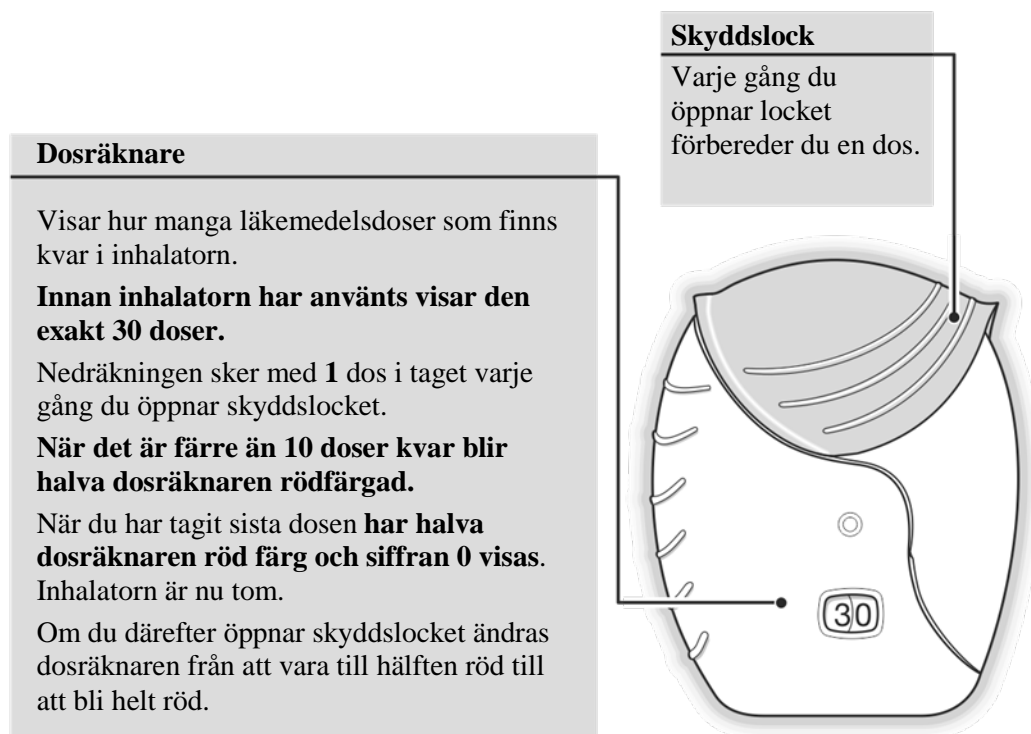 Skyddslock
Varje gång du
öppnar locket
förbereder du en dos.
Dosräknare
Visar hur manga läkemedelsdoser som finns
kvar i inhalatorn.
Innan inhalatorn har använts visar den
exakt 30 doser.
Nedräkningen sker med 1 dos i taget varje
gång du öppnar skyddslocket.
När det är färre än 10 doser kvar blir
halva dosräknaren rödfärgad.
När du har tagit sista dosen har halva
dosräknaren röd färg och siffran 0 visas.
Inhalatorn är nu tom.
Om du därefter öppnar skyddslocket ändras
dosräknaren från att vara till hälften röd till
att bli helt röd.
30